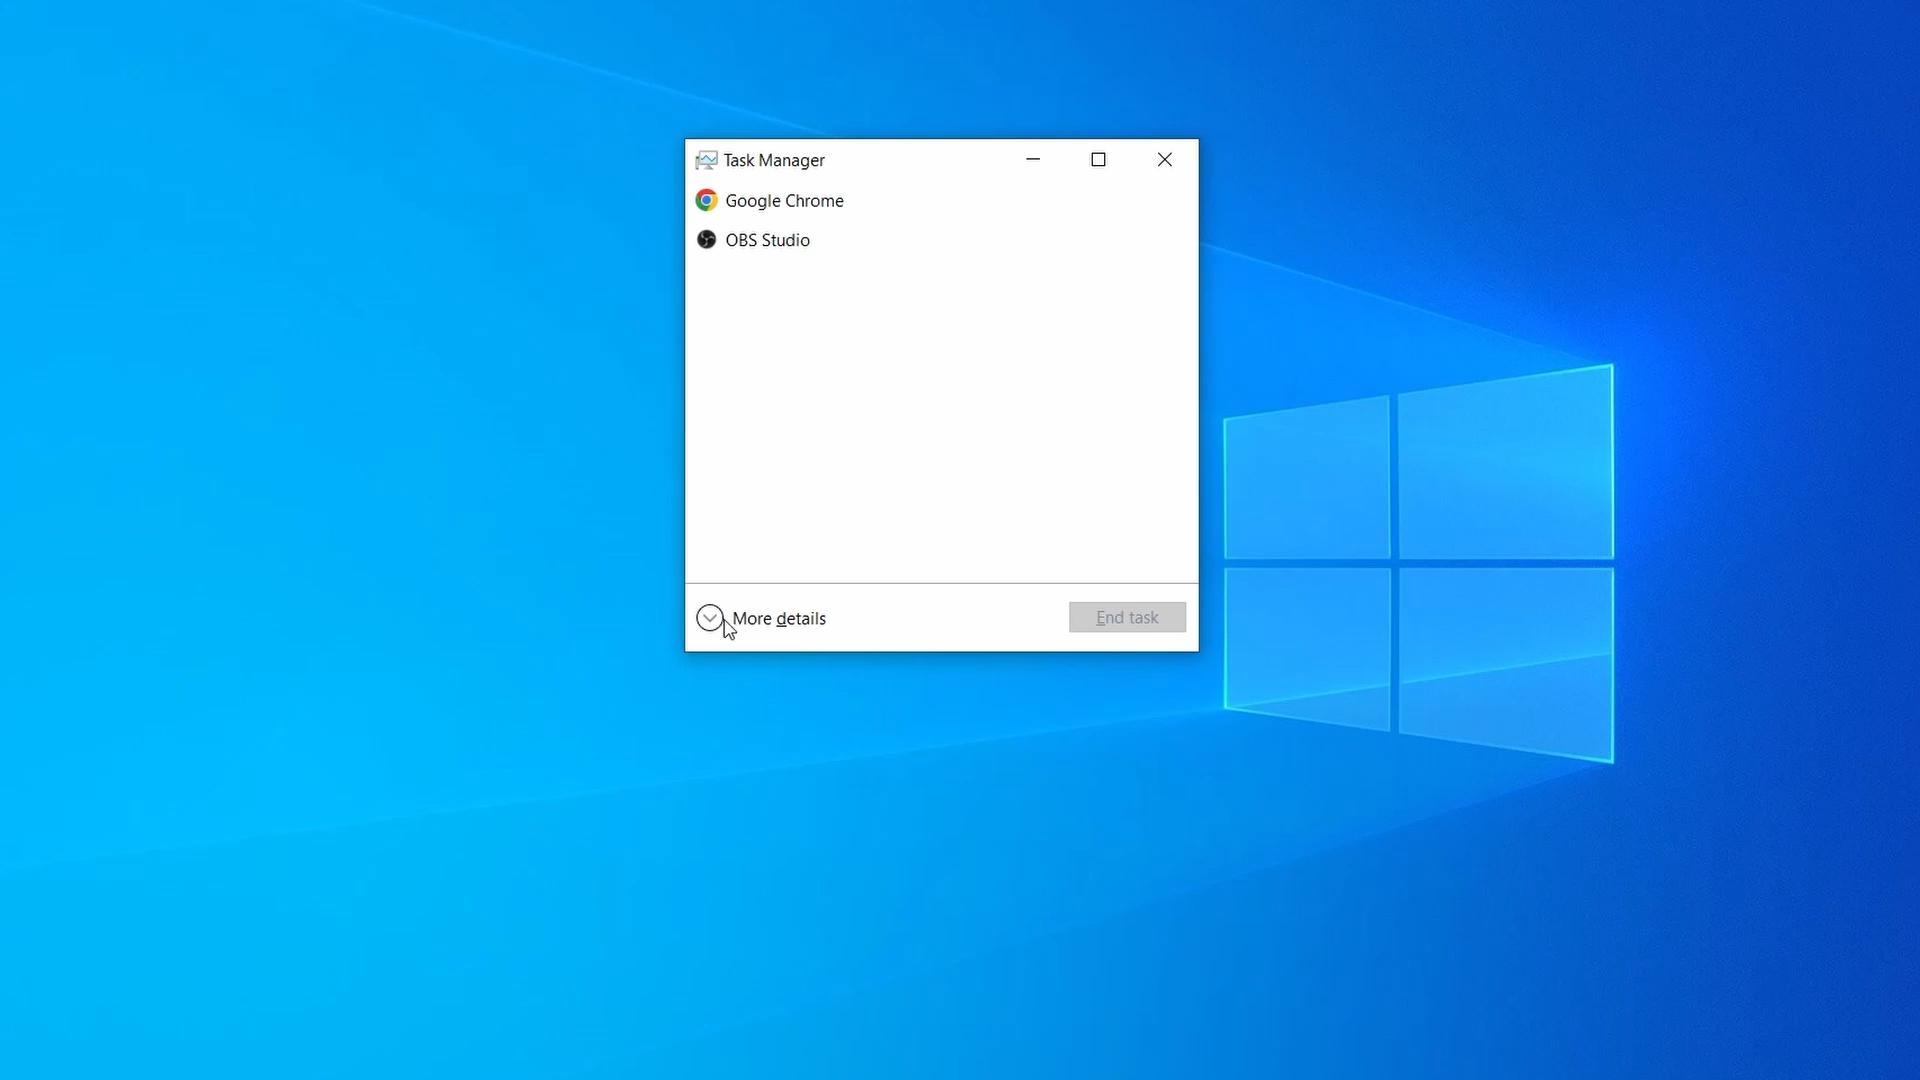 Task Manager
Google Chrome
OBS Studio
More details
End task